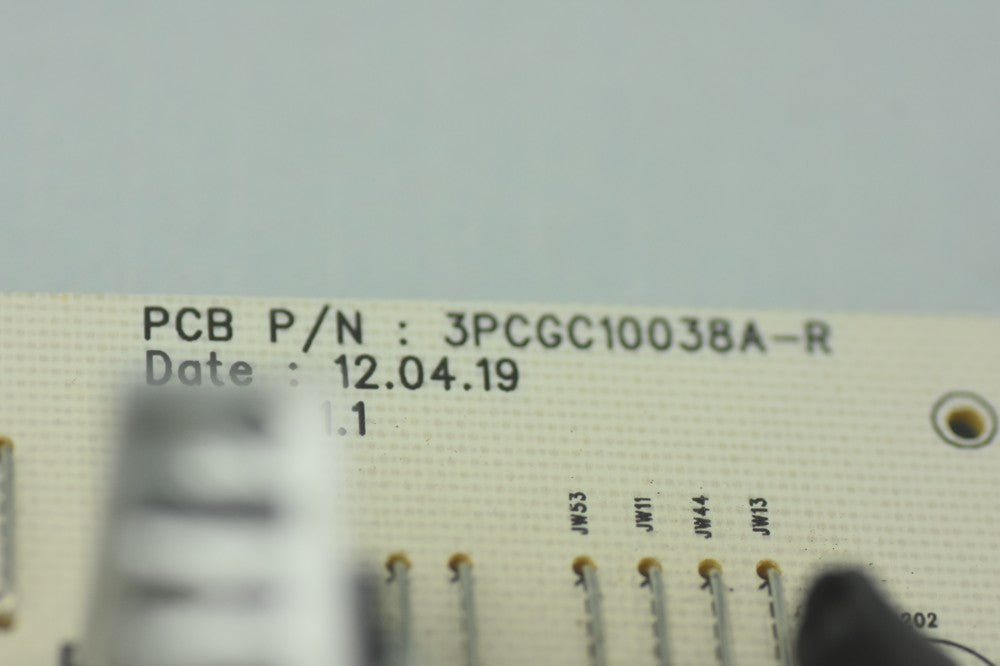 PCB P/N : 3PCGC10038A-R
Date : 12.04.19
1.1
JW53
JW11
JW44
JW13
202